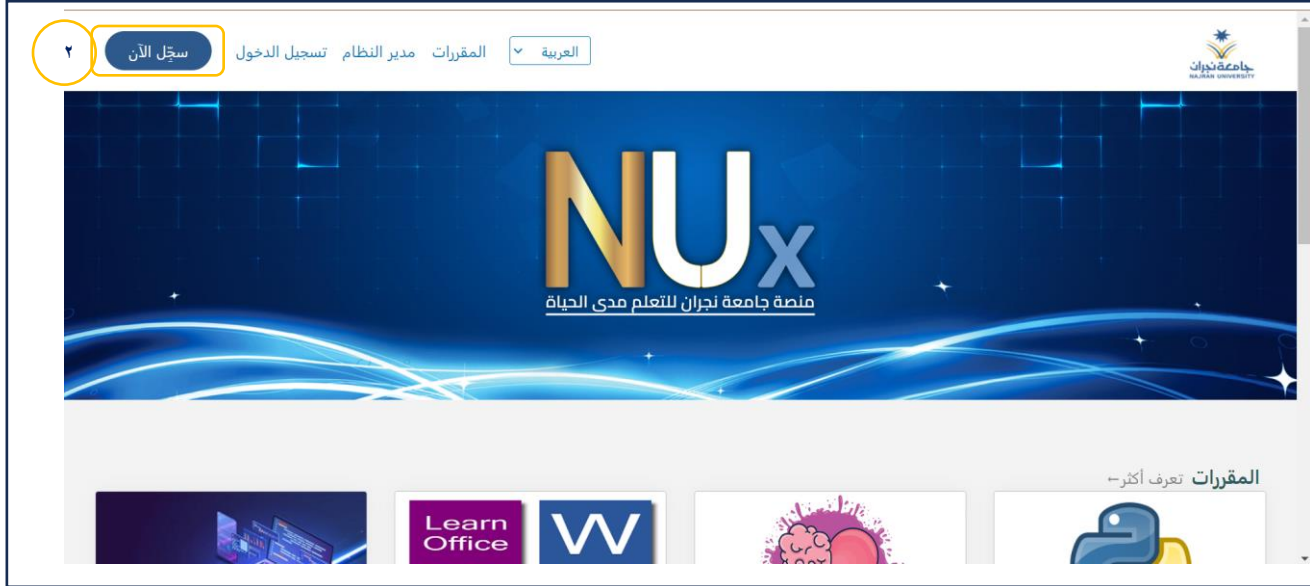 جامعة نجران
NAJRAN UNIVERSITY
العربية المقررات مدير النظام تسجيل الدخول سجّل الآن ٢
NUx
منصة جامعة نجران للتعلم مدى الحياة
المقررات تعرف أكثر←
Learn
Office
W